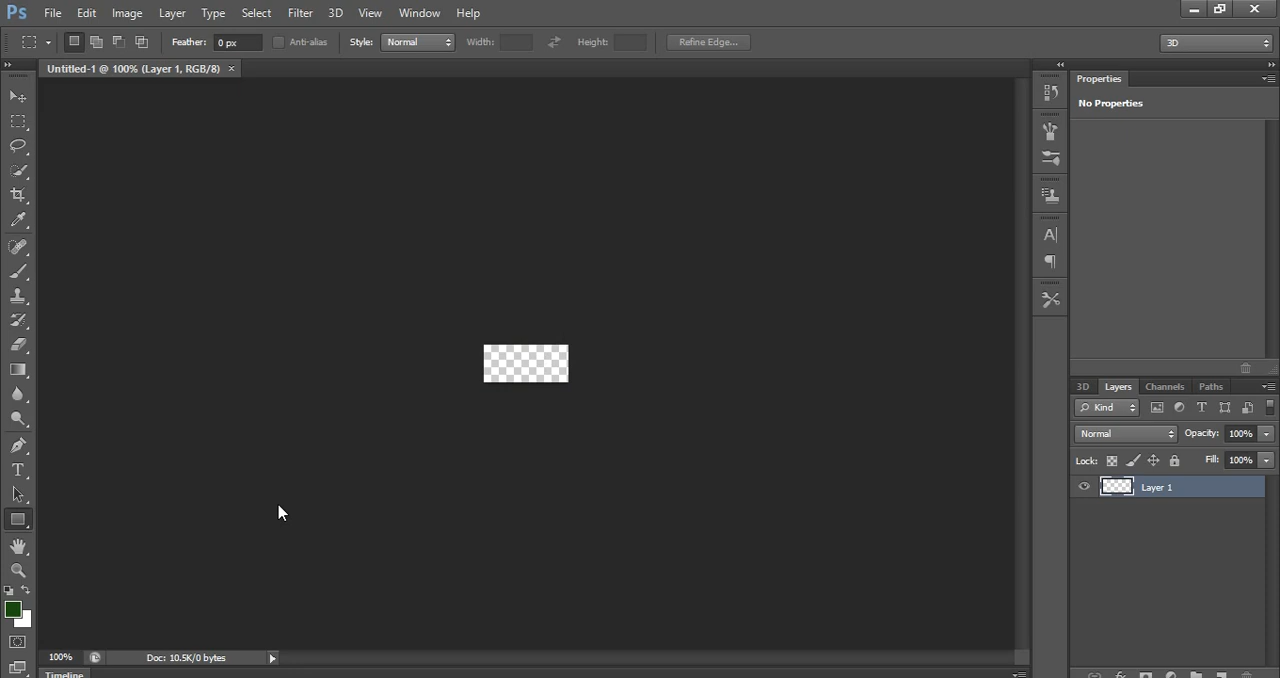 Ps File Edit Image Layer Type Select Filter 3D View Window Help
Feather: 0 px Anti-alias Style: Normal Width: Height: Refine Edge... 3D
Untitled-1 @ 100% (Layer 1, RGB/8) ×
Properties
No Properties
3D Layers Channels Paths
Kind
Normal Opacity: 100%
Lock: Fill: 100%
Layer 1
100% Doc: 10.5K/0 bytes
Timeline